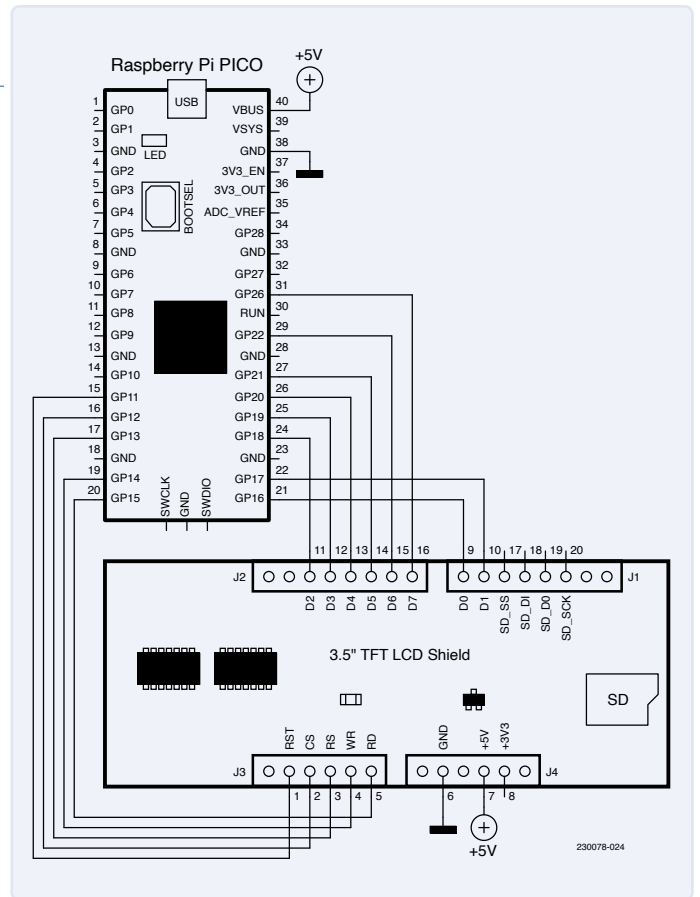 Raspberry Pi PICO
+5V
USB
LED
BOOTSEL
1 GP0
2 GP1
3 GND
4 GP2
5 GP3
6 GP4
7 GP5
8 GND
9 GP6
10 GP7
11 GP8
12 GP9
13 GND
14 GP10
15 GP11
16 GP12
17 GP13
18 GND
19 GP14
20 GP15
VBUS 40
VSYS 39
GND 38
3V3_EN 37
3V3_OUT 36
ADC_VREF 35
GP28 34
GND 33
GP27 32
GP26 31
RUN 30
GP22 29
GND 28
GP21 27
GP20 26
GP19 25
GP18 24
GND 23
GP17 22
GP16 21
SWCLK
GND
SWDIO
11 12 13 14 15 16
9 10 17 18 19 20
J2
J1
D2 D3 D4 D5 D6 D7
D0 D1 SD_SS SD_DI SD_D0 SD_SCK
3.5" TFT LCD Shield
SD
RST CS RS WR RD
GND +5V +3V3
J3
J4
1 2 3 4 5
6 7 8
+5V
230078-024